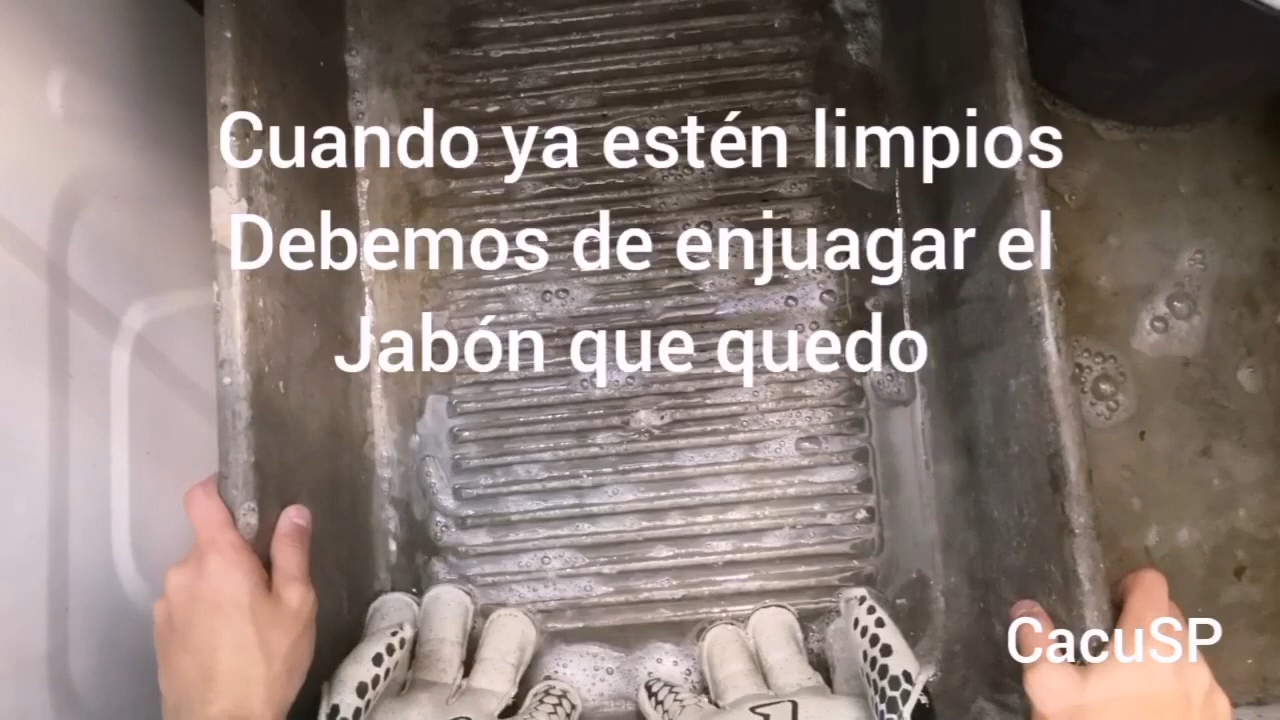 Cuando ya estén limpios
Debemos de enjuagar el
Jabón que quedo
CacuSP